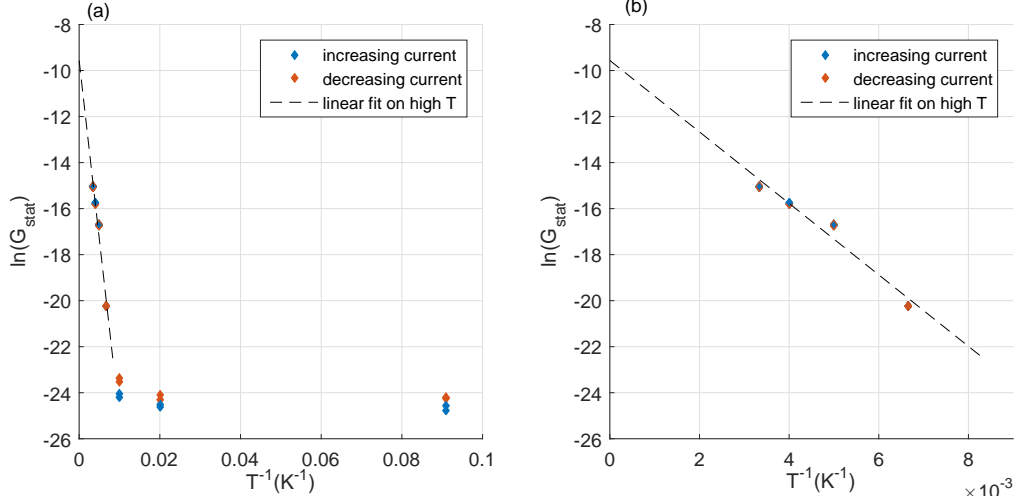 (a)
-8
-10
-12
-14
-16
-18
-20
-22
-24
-26
ln(G_stat)
increasing current
decreasing current
linear fit on high T
0 0.02 0.04 0.06 0.08 0.1
T⁻¹(K⁻¹)
(b)
-8
-10
-12
-14
-16
-18
-20
-22
-24
-26
ln(G_stat)
increasing current
decreasing current
linear fit on high T
0 2 4 6 8
T⁻¹(K⁻¹)
×10⁻³